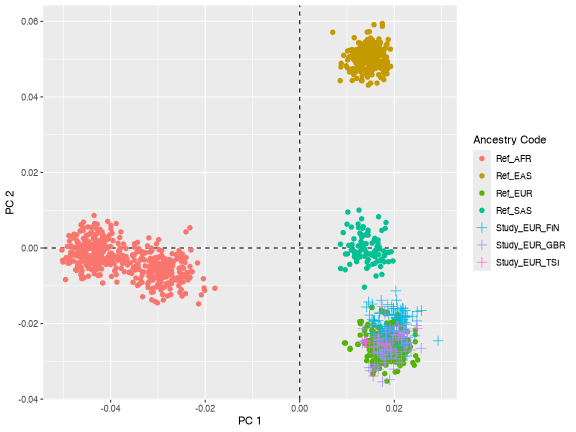 0.06
0.04
0.02
0.00
-0.02
-0.04
PC 2
-0.04
-0.02
0.00
0.02
PC 1
Ancestry Code
Ref_AFR
Ref_EAS
Ref_EUR
Ref_SAS
Study_EUR_FIN
Study_EUR_GBR
Study_EUR_TSI